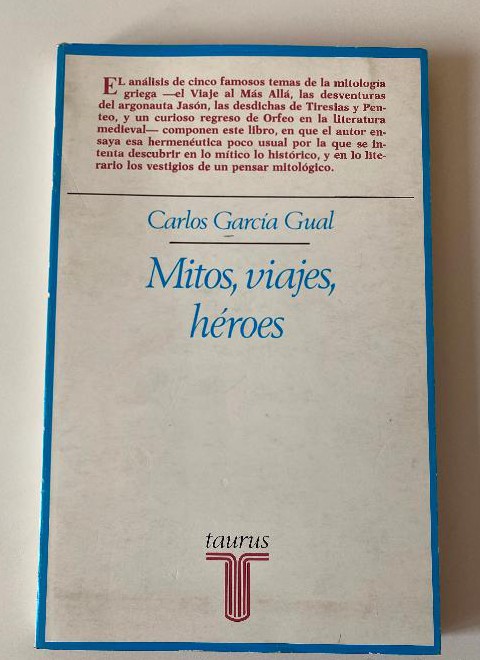 EL análisis de cinco famosos temas de la mitología
griega —el Viaje al Más Allá, las desventuras
del argonauta Jasón, las desdichas de Tiresias y Pen-
teo, y un curioso regreso de Orfeo en la literatura
medieval— componen este libro, en que el autor en-
saya esa hermenéutica poco usual por la que se in-
tenta descubrir en lo mítico lo histórico, y en lo lite-
rario los vestigios de un pensar mitológico.
Carlos García Gual
Mitos, viajes,
héroes
taurus